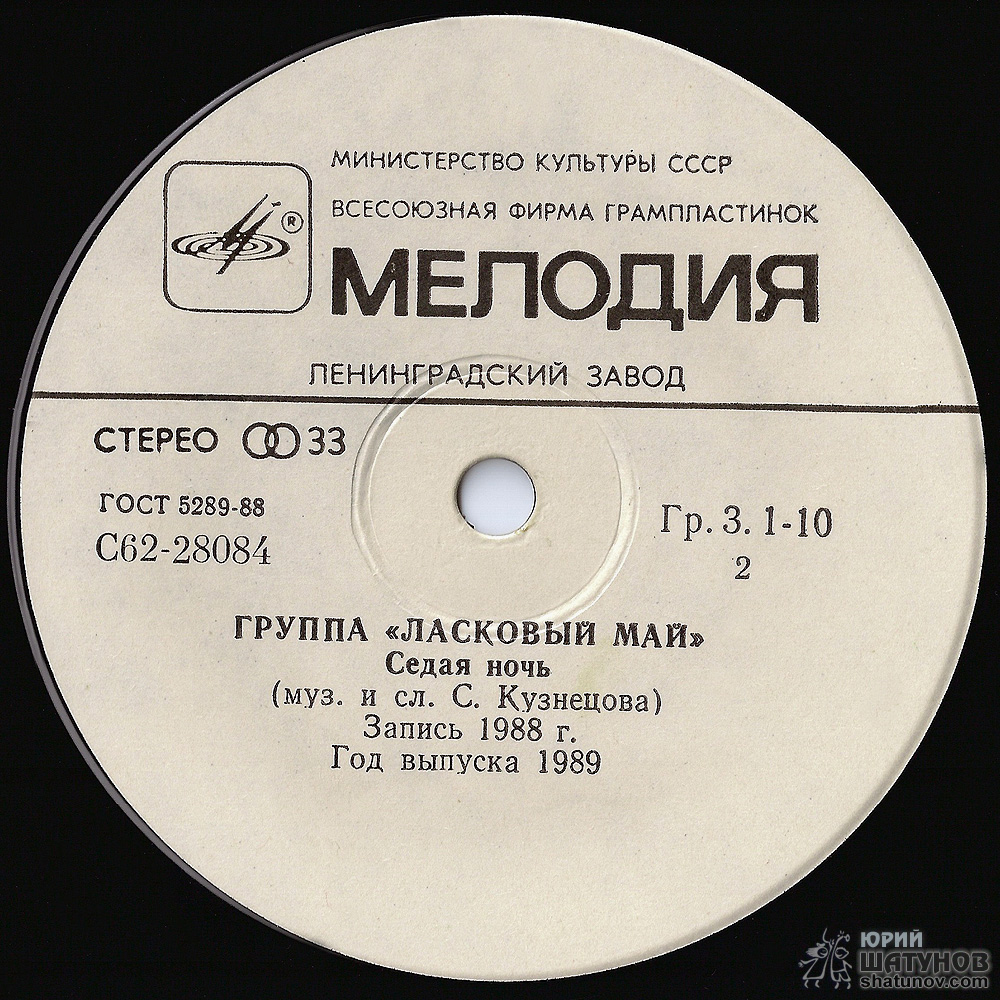 МИНИСТЕРСТВО КУЛЬТУРЫ СССР
ВСЕСОЮЗНАЯ ФИРМА ГРАМПЛАСТИНОК
®
МЕЛОДИЯ
ЛЕНИНГРАДСКИЙ ЗАВОД
СТЕРЕО 33
ГОСТ 5289-88
С62-28084
Гр. 3. 1-10
2
ГРУППА «ЛАСКОВЫЙ МАЙ»
Седая ночь
(муз. и сл. С. Кузнецова)
Запись 1988 г.
Год выпуска 1989
ЮРИЙ
ШАТУНОВ
shatunov.com